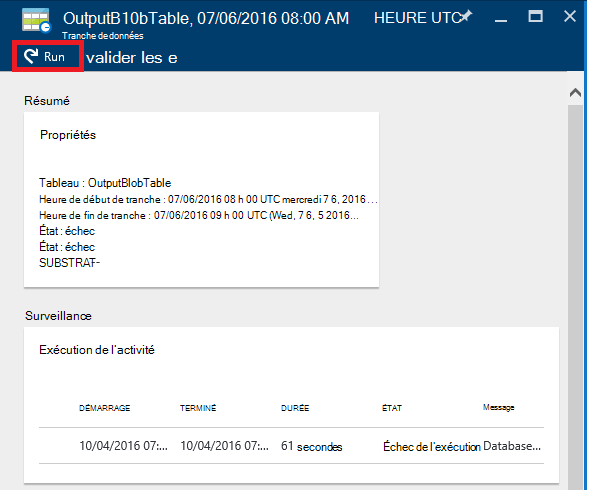 OutputB10bTable, 07/06/2016 08:00 AM HEURE UTC
Tranche de données
Run valider les e
Résumé
Propriétés
Tableau : OutputBlobTable
Heure de début de tranche : 07/06/2016 08 h 00 UTC mercredi 7 6, 2016...
Heure de fin de tranche : 07/06/2016 09 h 00 UTC (Wed, 7 6, 5 2016...
État : échec
État : échec
SUBSTRAT-
Surveillance
Exécution de l'activité
DÉMARRAGE TERMINÉ DURÉE ÉTAT Message
10/04/2016 07:... 10/04/2016 07:... 61 secondes Échec de l'exécution Database...